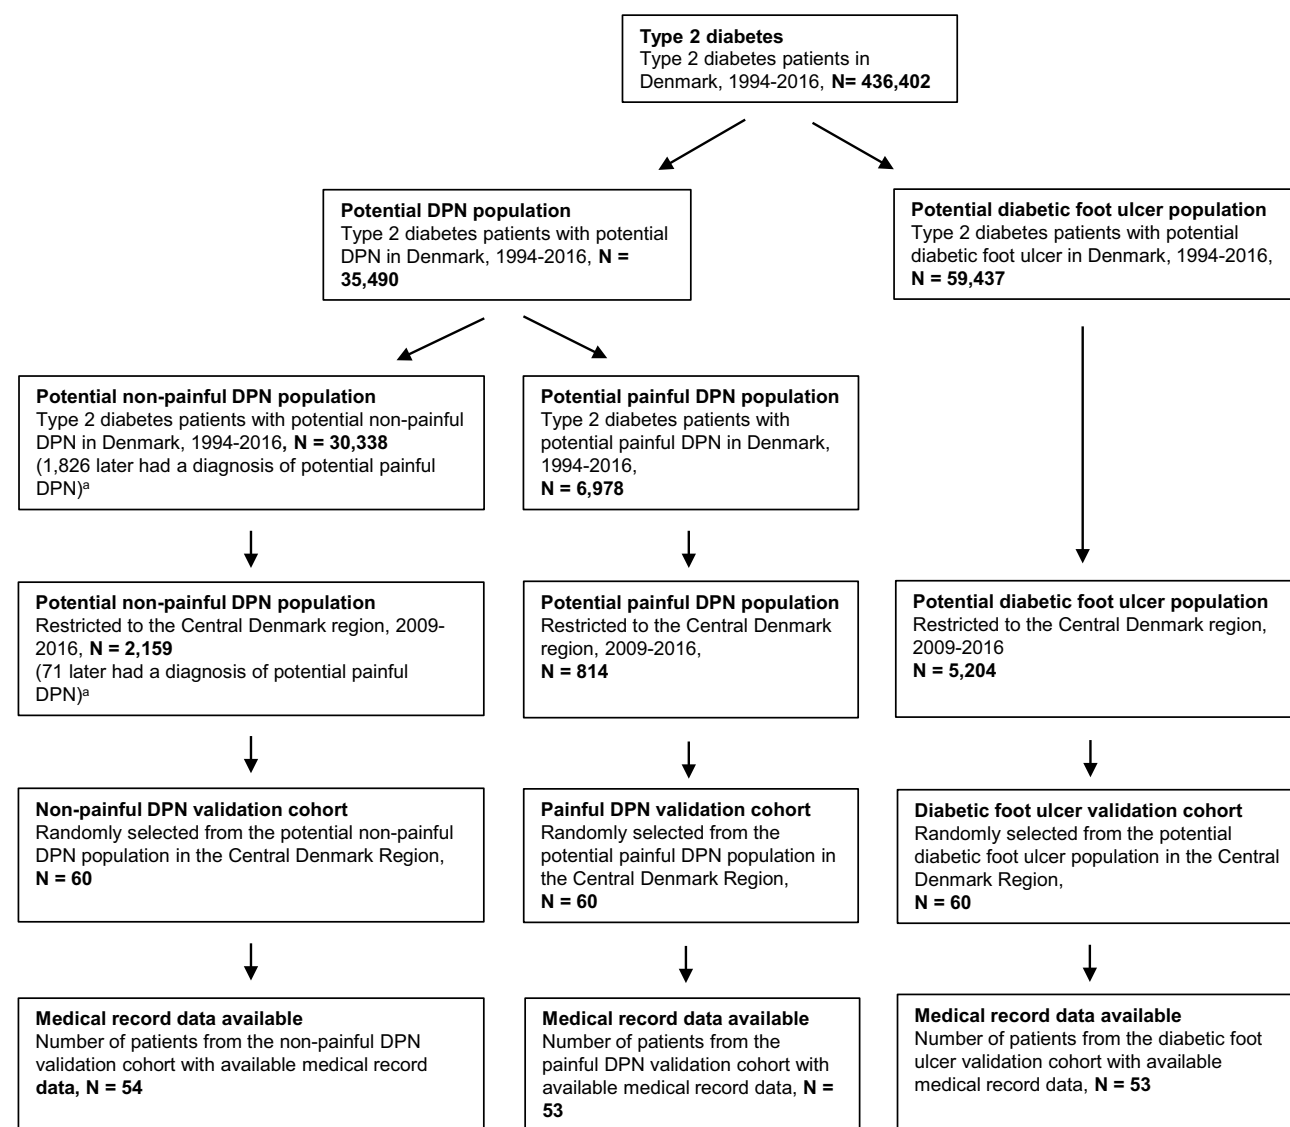 Type 2 diabetes
Type 2 diabetes patients in
Denmark, 1994-2016, N= 436,402
Potential DPN population
Type 2 diabetes patients with potential
DPN in Denmark, 1994-2016, N =
35,490
Potential diabetic foot ulcer population
Type 2 diabetes patients with potential
diabetic foot ulcer in Denmark, 1994-2016,
N = 59,437
Potential non-painful DPN population
Type 2 diabetes patients with potential non-painful
DPN in Denmark, 1994-2016, N = 30,338
(1,826 later had a diagnosis of potential painful
DPN)ᵃ
Potential painful DPN population
Type 2 diabetes patients with
potential painful DPN in Denmark,
1994-2016,
N = 6,978
Potential non-painful DPN population
Restricted to the Central Denmark region, 2009-
2016, N = 2,159
(71 later had a diagnosis of potential painful
DPN)ᵃ
Potential painful DPN population
Restricted to the Central Denmark
region, 2009-2016,
N = 814
Potential diabetic foot ulcer population
Restricted to the Central Denmark region,
2009-2016
N = 5,204
Non-painful DPN validation cohort
Randomly selected from the potential non-painful
DPN population in the Central Denmark Region,
N = 60
Painful DPN validation cohort
Randomly selected from the
potential painful DPN population in
the Central Denmark Region,
N = 60
Diabetic foot ulcer validation cohort
Randomly selected from the potential
diabetic foot ulcer population in the Central
Denmark Region,
N = 60
Medical record data available
Number of patients from the non-painful DPN
validation cohort with available medical record
data, N = 54
Medical record data available
Number of patients from the
painful DPN validation cohort with
available medical record data, N =
53
Medical record data available
Number of patients from the diabetic foot
ulcer validation cohort with available
medical record data, N = 53